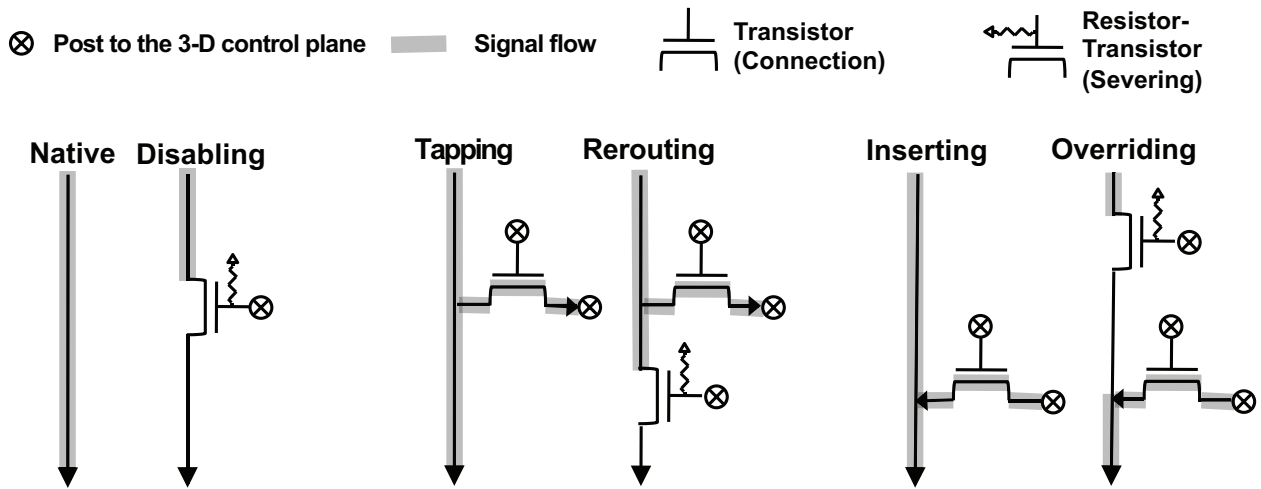 Post to the 3-D control plane
Signal flow
Transistor
(Connection)
Resistor-
Transistor
(Severing)
Native
Disabling
Tapping
Rerouting
Inserting
Overriding